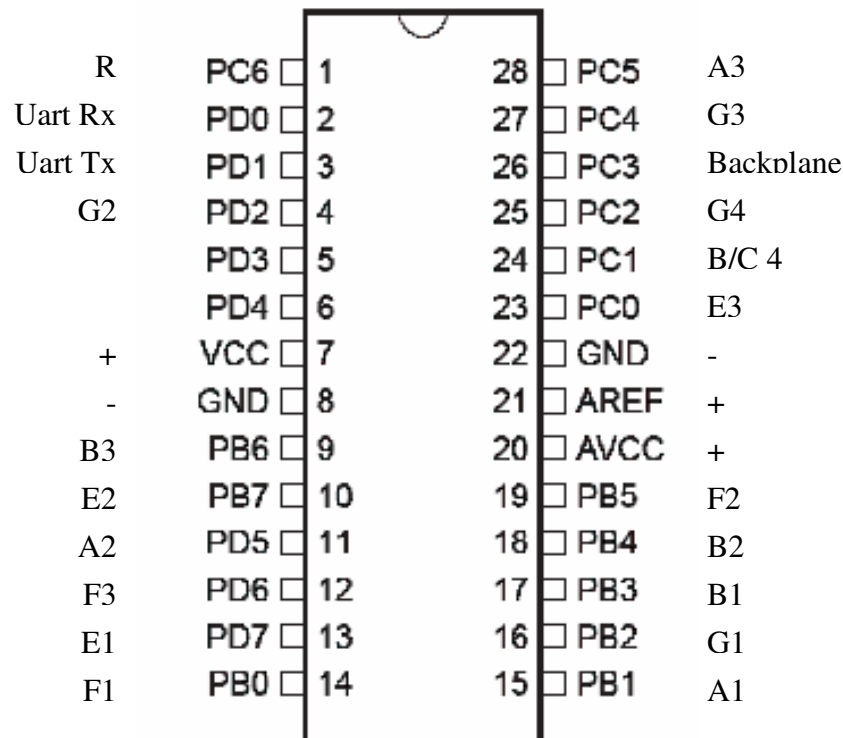 R PC6 1 28 PC5 A3
Uart Rx PD0 2 27 PC4 G3
Uart Tx PD1 3 26 PC3 Backplane
G2 PD2 4 25 PC2 G4
PD3 5 24 PC1 B/C 4
PD4 6 23 PC0 E3
+ VCC 7 22 GND -
- GND 8 21 AREF +
B3 PB6 9 20 AVCC +
E2 PB7 10 19 PB5 F2
A2 PD5 11 18 PB4 B2
F3 PD6 12 17 PB3 B1
E1 PD7 13 16 PB2 G1
F1 PB0 14 15 PB1 A1